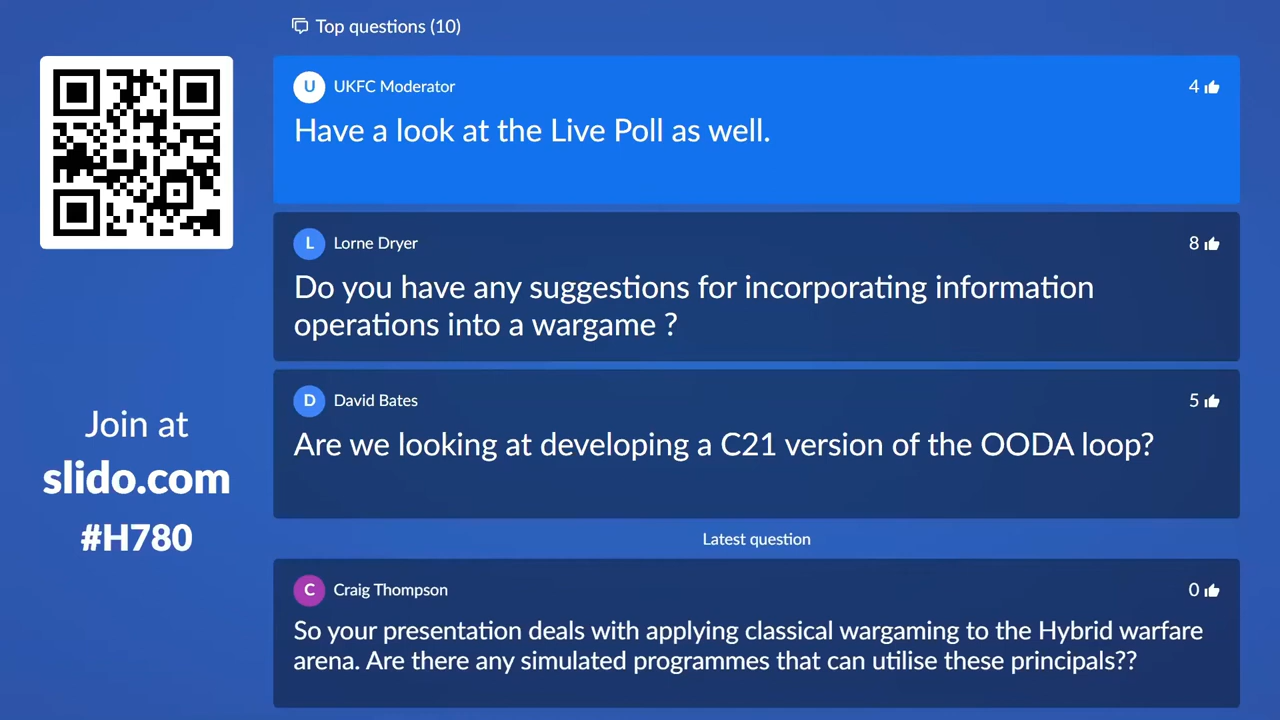 Top questions (10)
U UKFC Moderator 4
Have a look at the Live Poll as well.
L Lorne Dryer 8
Do you have any suggestions for incorporating information
operations into a wargame ?
D David Bates 5
Are we looking at developing a C21 version of the OODA loop?
Latest question
C Craig Thompson 0
So your presentation deals with applying classical wargaming to the Hybrid warfare
arena. Are there any simulated programmes that can utilise these principals??
Join at
slido.com
#H780